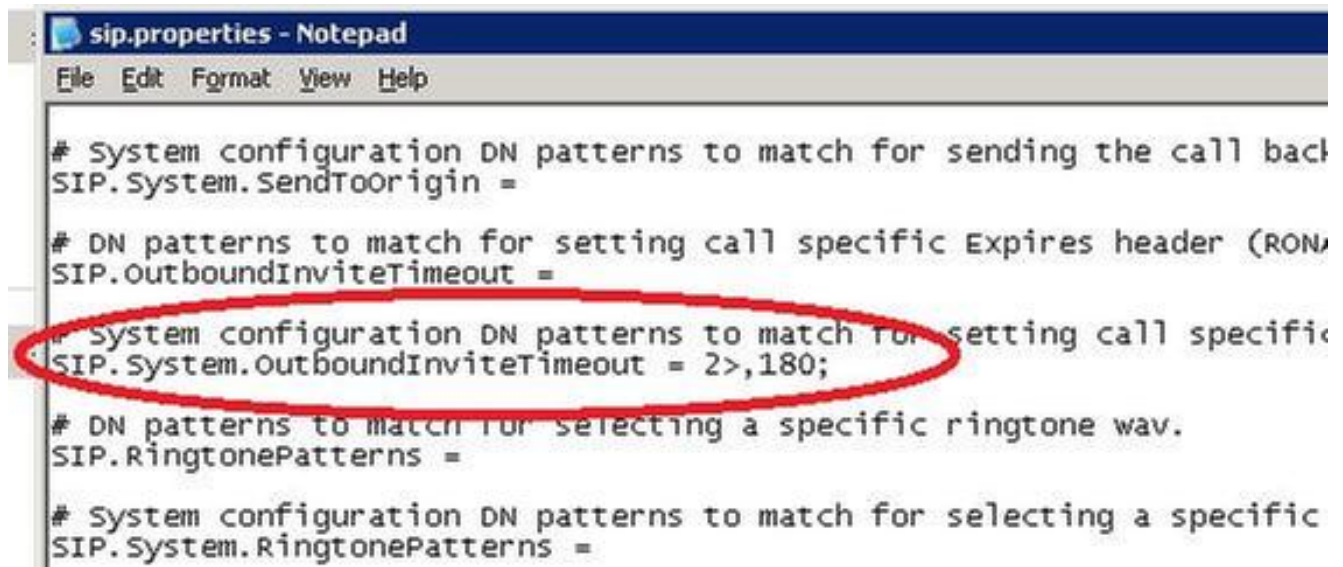 sip.properties - Notepad
File Edit Format View Help
# System configuration DN patterns to match for sending the call back
SIP.System.SendToOrigin =
# DN patterns to match for setting call specific Expires header (RONA
SIP.OutboundInviteTimeout =
# System configuration DN patterns to match for setting call specific
SIP.System.OutboundInviteTimeout = 2>,180;
# DN patterns to match for selecting a specific ringtone wav.
SIP.RingtonePatterns =
# System configuration DN patterns to match for selecting a specific
SIP.System.RingtonePatterns =